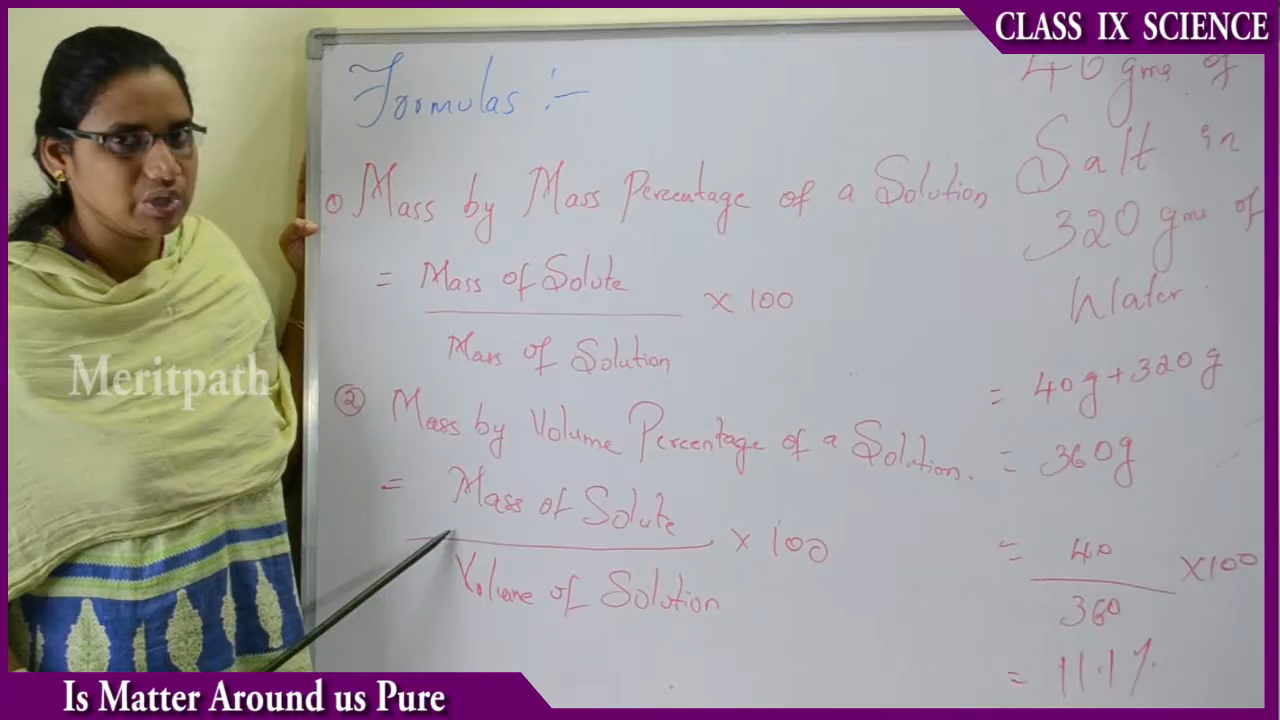 CLASS IX SCIENCE
Formulas :-
① Mass by Mass Percentage of a Solution
= Mass of Solute
× 100
Mass of Solution
② Mass by Volume Percentage of a Solution.
= Mass of Solute
× 100
Volume of Solution
40 gms of
Salt in
320 gms of
Water.
= 40g + 320g
= 360g
= 40
×100
360
= 11.1%
Meritpath
Is Matter Around us Pure